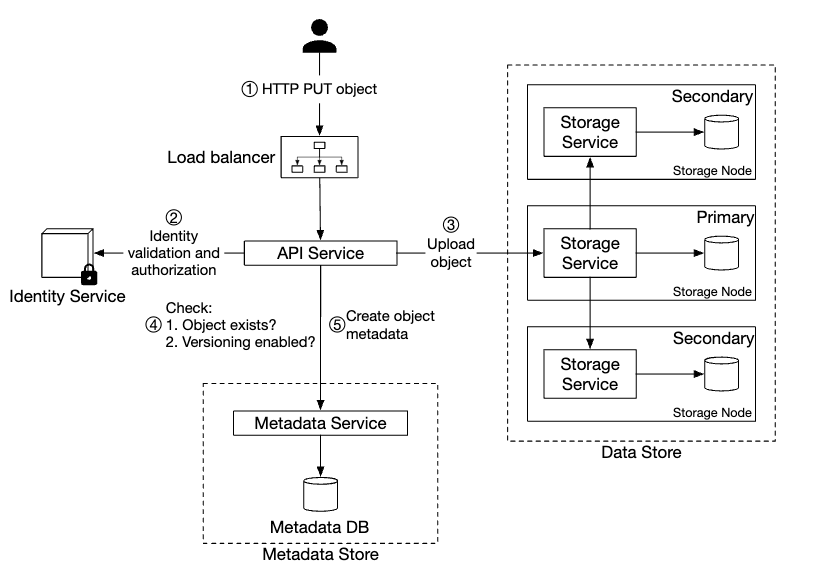 ① HTTP PUT object
Load balancer
②
Identity
validation and
authorization
Identity Service
API Service
③
Upload
object
Check:
④ 1. Object exists?
2. Versioning enabled?
⑤ Create object
metadata
Metadata Service
Metadata DB
Metadata Store
Secondary
Storage
Service
Storage Node
Primary
Storage
Service
Storage Node
Secondary
Storage
Service
Storage Node
Data Store